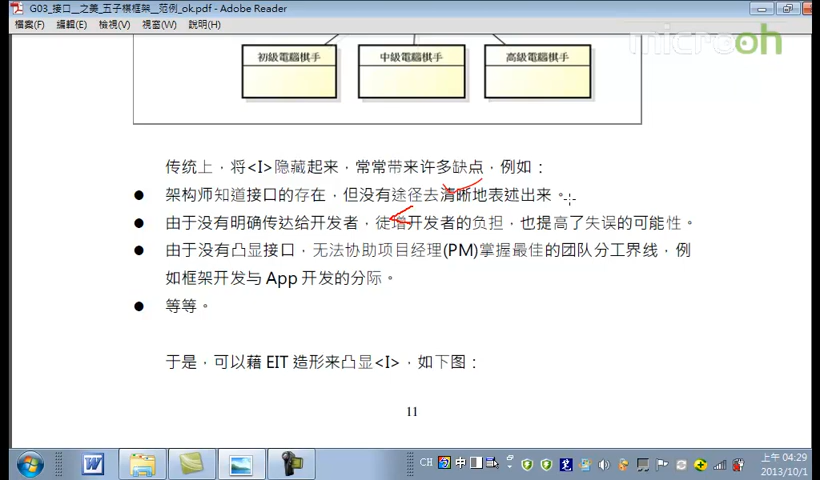 G03_接口__之美_五子棋框架__范例_ok.pdf - Adobe Reader
檔案(F) 編輯(E) 檢視(V) 視窗(W) 說明(H)
microoh
初級電腦棋手 中級電腦棋手 高級電腦棋手
传统上，将<I>隐藏起来，常常带来许多缺点，例如：
● 架构师知道接口的存在，但没有途径去清晰地表述出来。
● 由于没有明确传达给开发者，徒增开发者的负担，也提高了失误的可能性。
● 由于没有凸显接口，无法协助项目经理(PM)掌握最佳的团队分工界线，例
如框架开发与 App 开发的分际。
● 等等。
于是，可以藉 EIT 造形来凸显<I>，如下图：
11
CH 中
上午 04:29
2013/10/1